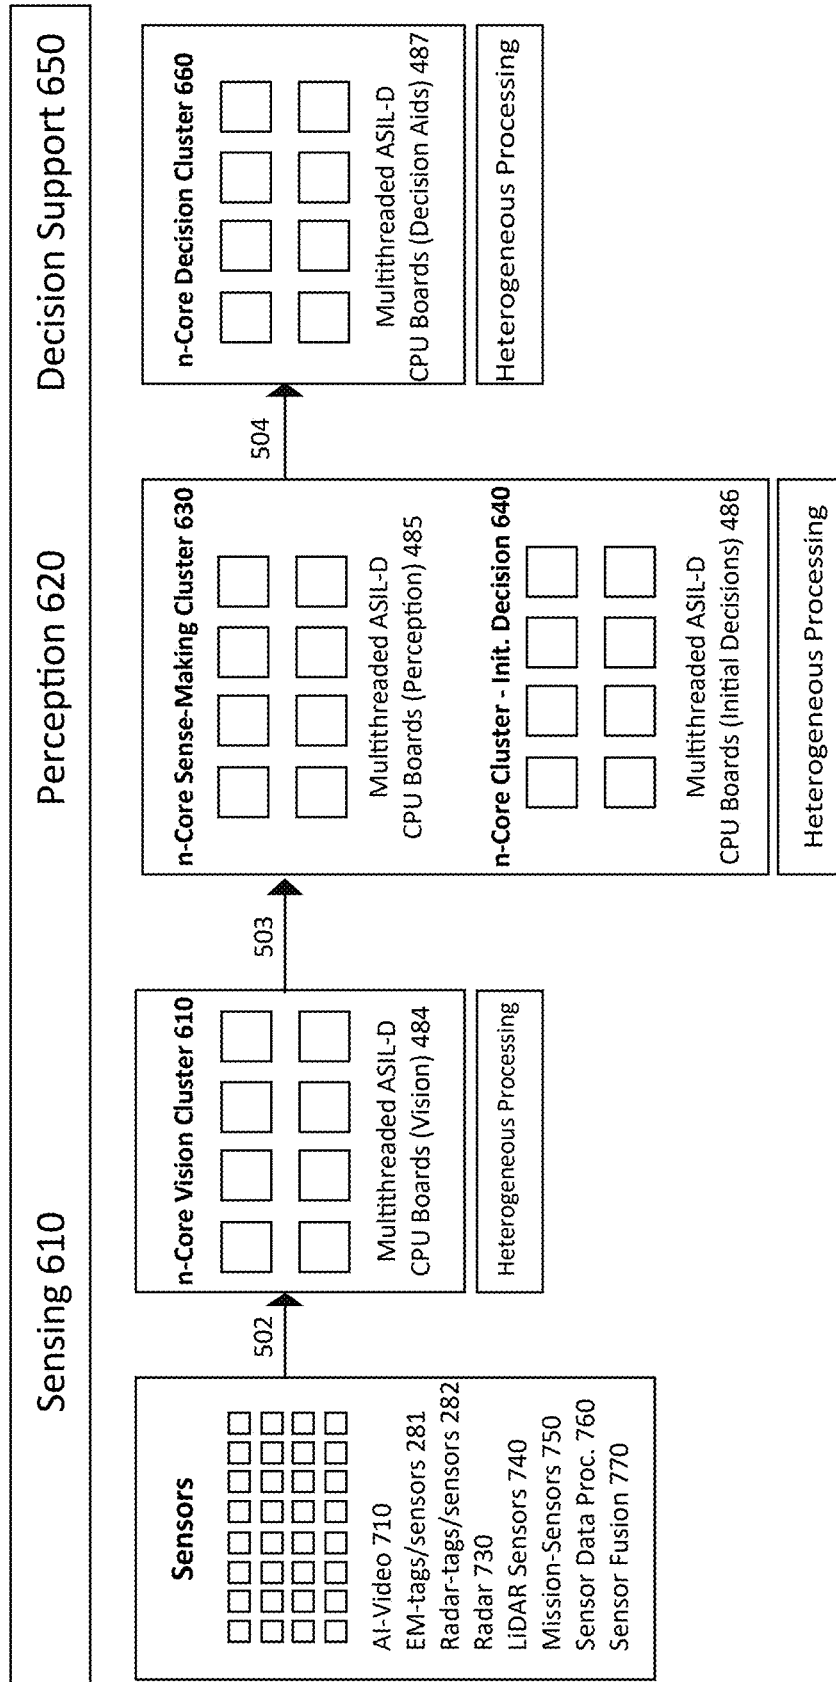 Sensing 610
Perception 620
Decision Support 650
Sensors
AI-Video 710
EM-tags/sensors 281
Radar-tags/sensors 282
Radar 730
LiDAR Sensors 740
Mission-Sensors 750
Sensor Data Proc. 760
Sensor Fusion 770
502
n-Core Vision Cluster 610
Multithreaded ASIL-D
CPU Boards (Vision) 484
Heterogeneous Processing
503
n-Core Sense-Making Cluster 630
Multithreaded ASIL-D
CPU Boards (Perception) 485
n-Core Cluster - Init. Decision 640
Multithreaded ASIL-D
CPU Boards (Initial Decisions) 486
Heterogeneous Processing
504
n-Core Decision Cluster 660
Multithreaded ASIL-D
CPU Boards (Decision Aids) 487
Heterogeneous Processing